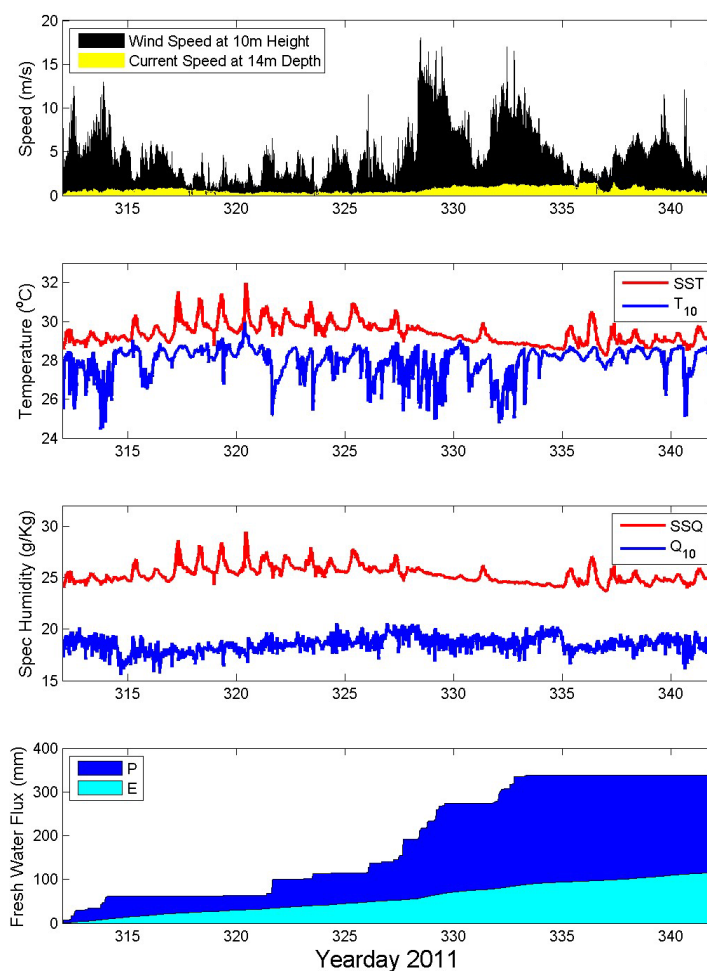 20
15
10
5
0
Speed (m/s)
Wind Speed at 10m Height
Current Speed at 14m Depth
315 320 325 330 335 340
32
30
28
26
24
Temperature (°C)
SST
T10
315 320 325 330 335 340
30
25
20
15
Spec Humidity (g/Kg)
SSQ
Q10
315 320 325 330 335 340
400
300
200
100
0
Fresh Water Flux (mm)
P
E
315 320 325 330 335 340
Yearday 2011